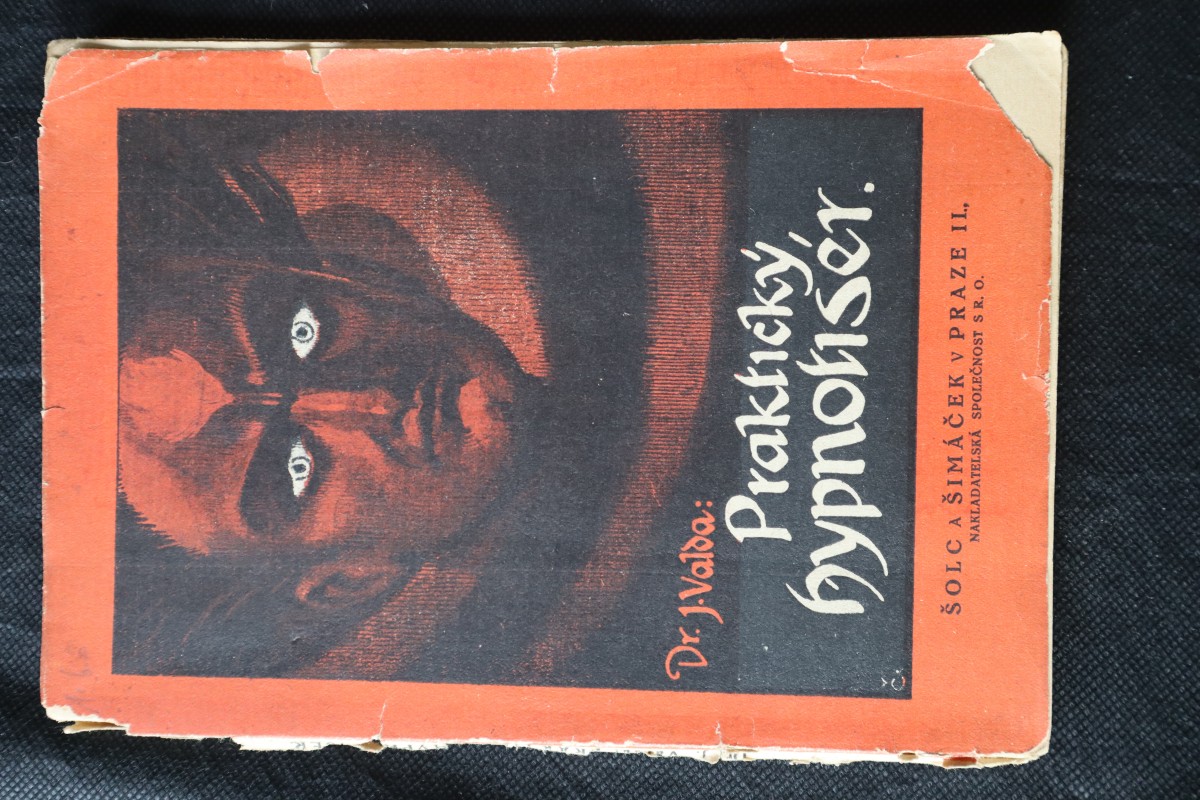 Dr. J. Valda:
Praktický
hypnotisér.
Č.
ŠOLC A ŠIMÁČEK V PRAZE II.,
NAKLADATELSKÁ SPOLEČNOST S R. O.